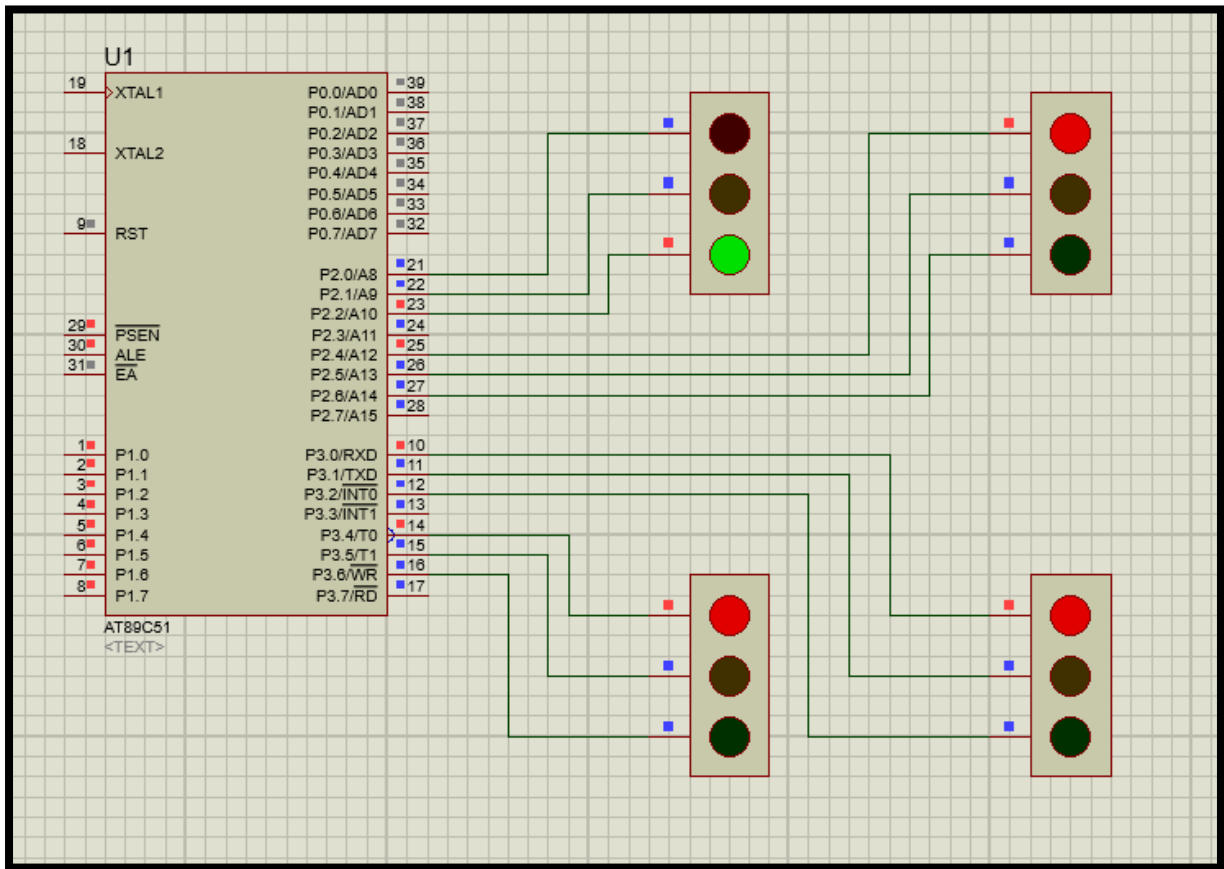 U1
19 XTAL1
18 XTAL2
9 RST
29 PSEN
30 ALE
31 EA
1 P1.0
2 P1.1
3 P1.2
4 P1.3
5 P1.4
6 P1.5
7 P1.6
8 P1.7
P0.0/AD0 39
P0.1/AD1 38
P0.2/AD2 37
P0.3/AD3 36
P0.4/AD4 35
P0.5/AD5 34
P0.6/AD6 33
P0.7/AD7 32
P2.0/A8 21
P2.1/A9 22
P2.2/A10 23
P2.3/A11 24
P2.4/A12 25
P2.5/A13 26
P2.6/A14 27
P2.7/A15 28
P3.0/RXD 10
P3.1/TXD 11
P3.2/INT0 12
P3.3/INT1 13
P3.4/T0 14
P3.5/T1 15
P3.6/WR 16
P3.7/RD 17
AT89C51
<TEXT>